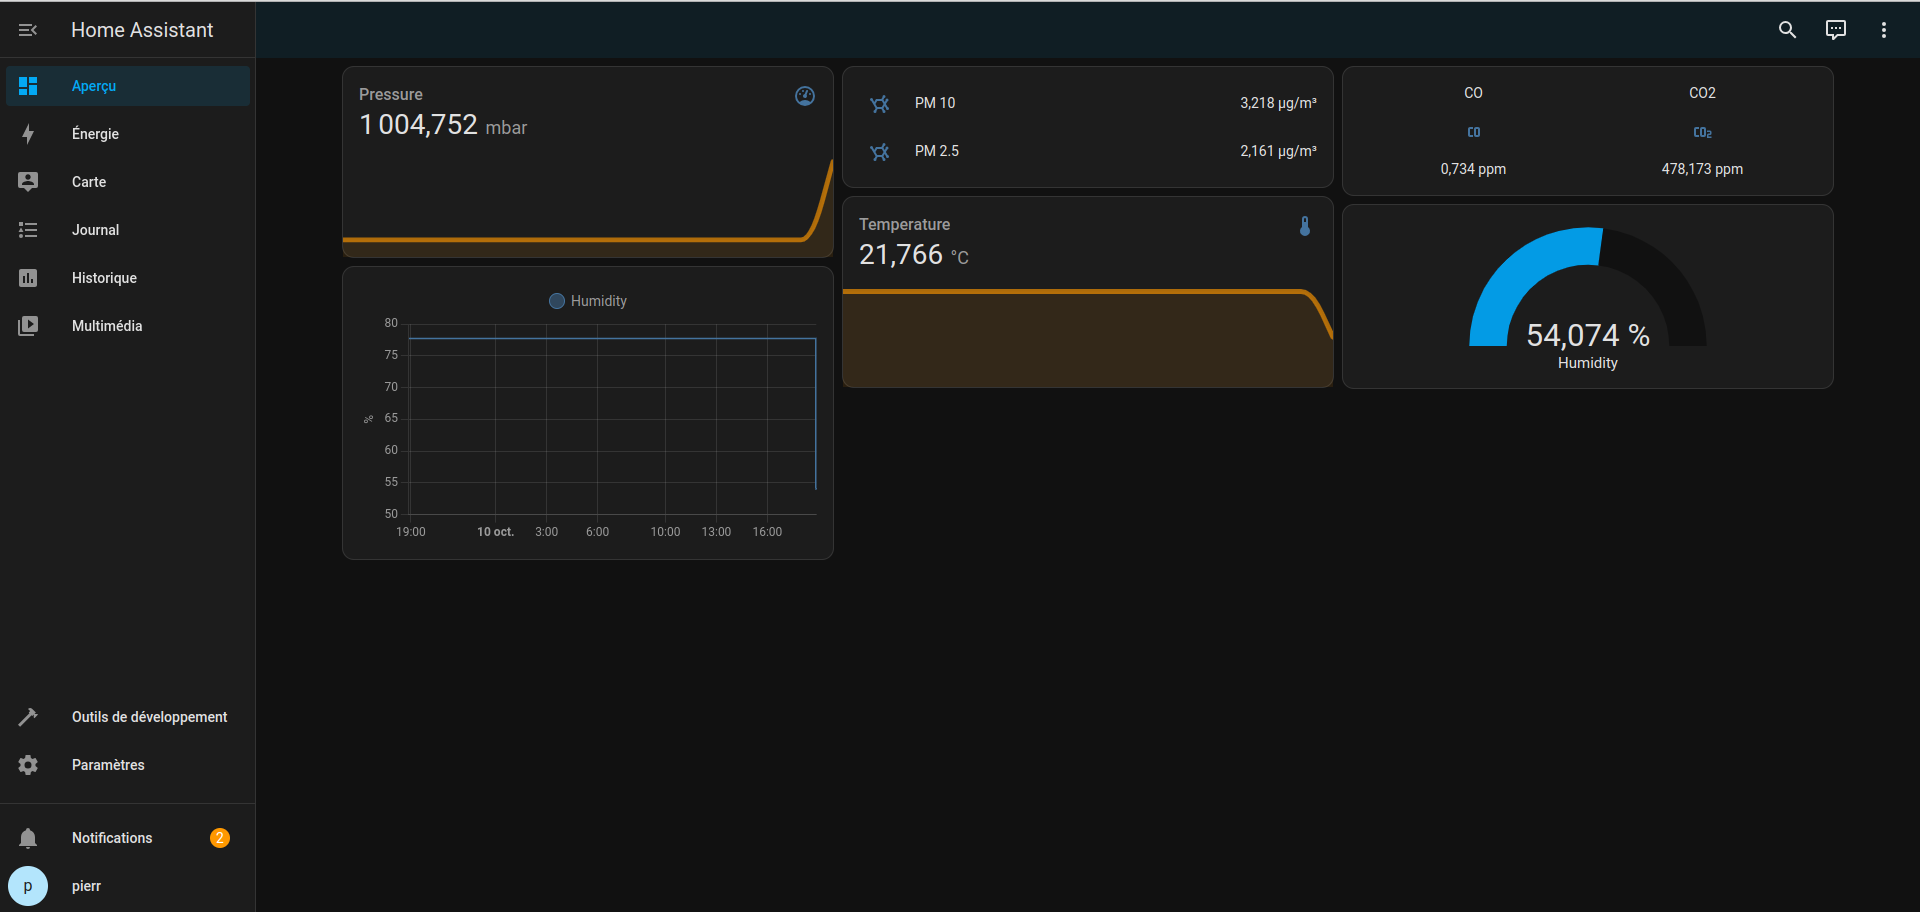 Home Assistant
Aperçu
Énergie
Carte
Journal
Historique
Multimédia
Outils de développement
Paramètres
Notifications 2
p pierr
Pressure
1 004,752 mbar
Humidity
80
75
70
65
60
55
50
%
19:00 10 oct. 3:00 6:00 10:00 13:00 16:00
PM 10 3,218 µg/m³
PM 2.5 2,161 µg/m³
Temperature
21,766 °C
CO CO2
CO CO₂
0,734 ppm 478,173 ppm
54,074 %
Humidity